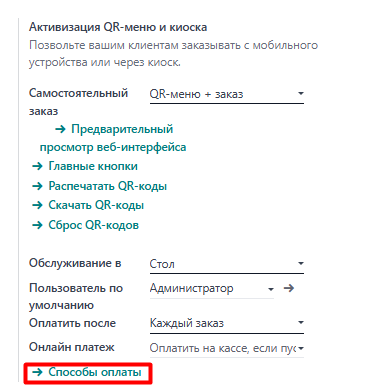 Активизация QR-меню и киоска
Позвольте вашим клиентам заказывать с мобильного
устройства или через киоск.
Самостоятельный заказ
QR-меню + заказ
→ Предварительный
просмотр веб-интерфейса
→ Главные кнопки
→ Распечатать QR-коды
→ Скачать QR-коды
→ Сброс QR-кодов
Обслуживание в
Стол
Пользователь по умолчанию
Администратор
→
Оплатить после
Каждый заказ
Онлайн платеж
Оплатить на кассе, если
→ Способы оплаты